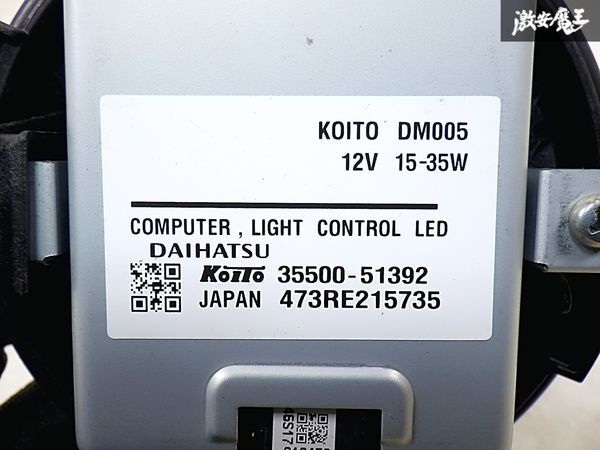 激安魔王
KOITO DM005
12V 15-35W
COMPUTER , LIGHT CONTROL LED
DAIHATSU
KOITO 35500-51392
JAPAN 473RE215735